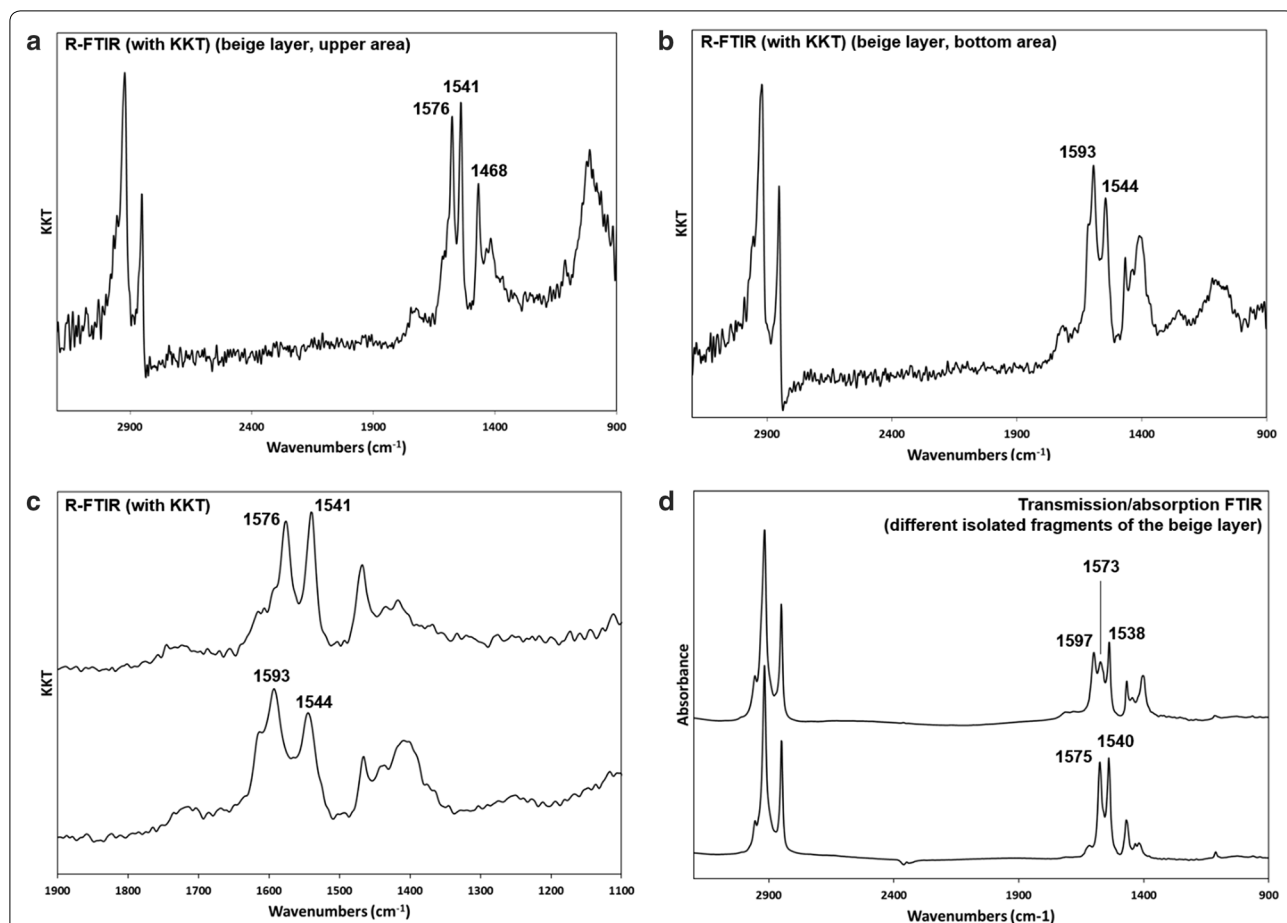 a
R-FTIR (with KKT) (beige layer, upper area)
1541
1576
1468
KKT
2900
2400
1900
1400
900
Wavenumbers (cm-1)
b
R-FTIR (with KKT) (beige layer, bottom area)
1593
1544
KKT
2900
2400
1900
1400
900
Wavenumbers (cm-1)
c
R-FTIR (with KKT)
1576
1541
1593
1544
KKT
1900
1800
1700
1600
1500
1400
1300
1200
1100
Wavenumbers (cm-1)
d
Transmission/absorption FTIR
(different isolated fragments of the beige layer)
1573
1597
1538
1575
1540
Absorbance
2900
2400
1900
1400
900
Wavenumbers (cm-1)